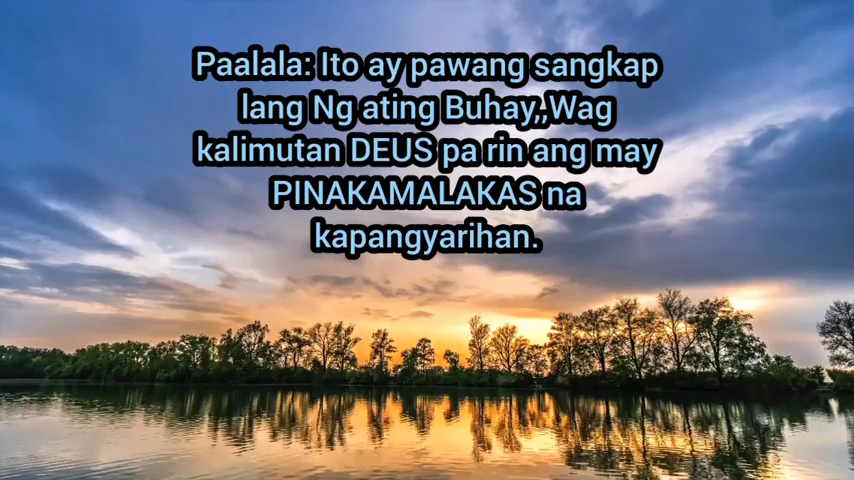 Paalala: Ito ay pawang sangkap
lang Ng ating Buhay,,Wag
kalimutan DEUS pa rin ang may
PINAKAMALAKAS na
kapangyarihan.